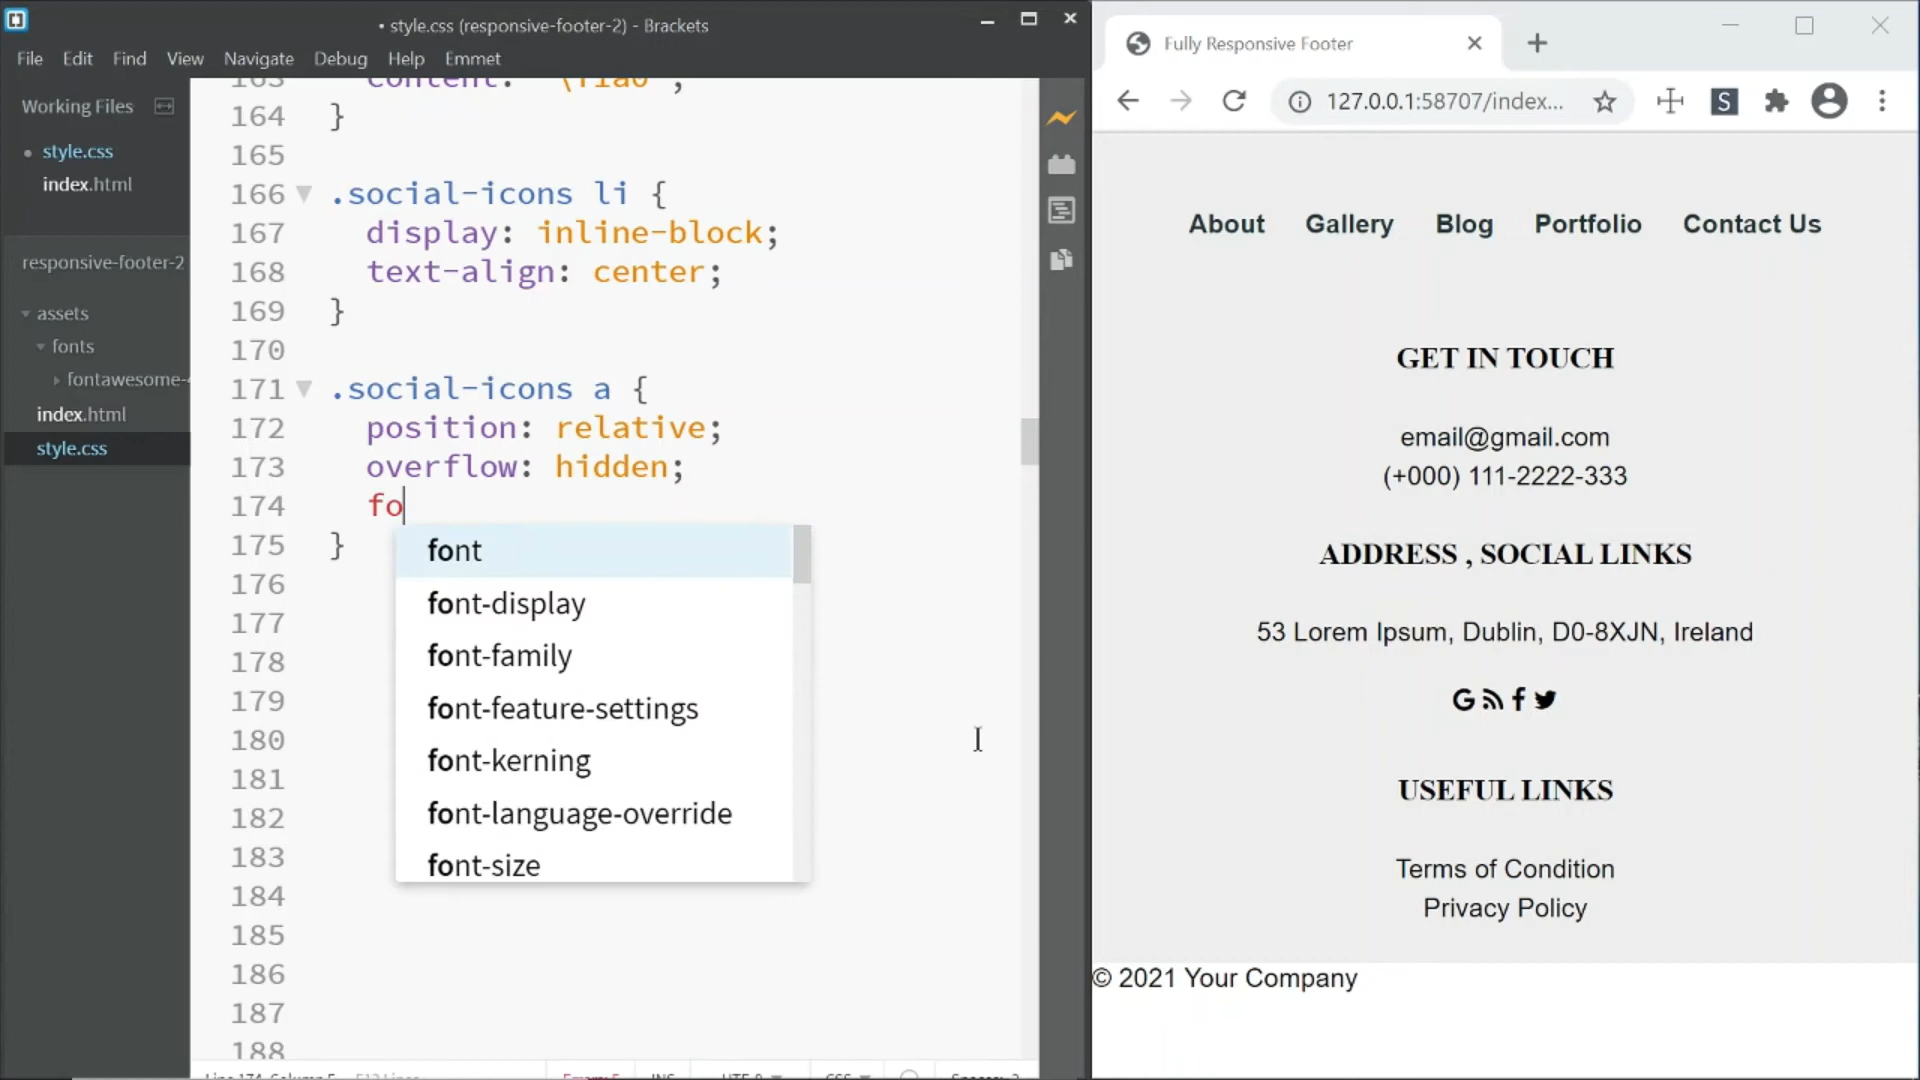 style.css (responsive-footer-2) - Brackets
File Edit Find View Navigate Debug Help Emmet
Working Files
style.css
index.html
responsive-footer-2
assets
fonts
fontawesome-
index.html
style.css
163 content: "\f1a0";
164 }
165
166 .social-icons li {
167 display: inline-block;
168 text-align: center;
169 }
170
171 .social-icons a {
172 position: relative;
173 overflow: hidden;
174 fo
175 }
176
177
178
179
180
181
182
183
184
185
186
187
188
font
font-display
font-family
font-feature-settings
font-kerning
font-language-override
font-size
Fully Responsive Footer
127.0.0.1:58707/index...
S
About Gallery Blog Portfolio Contact Us
GET IN TOUCH
email@gmail.com
(+000) 111-2222-333
ADDRESS , SOCIAL LINKS
53 Lorem Ipsum, Dublin, D0-8XJN, Ireland
USEFUL LINKS
Terms of Condition
Privacy Policy
© 2021 Your Company